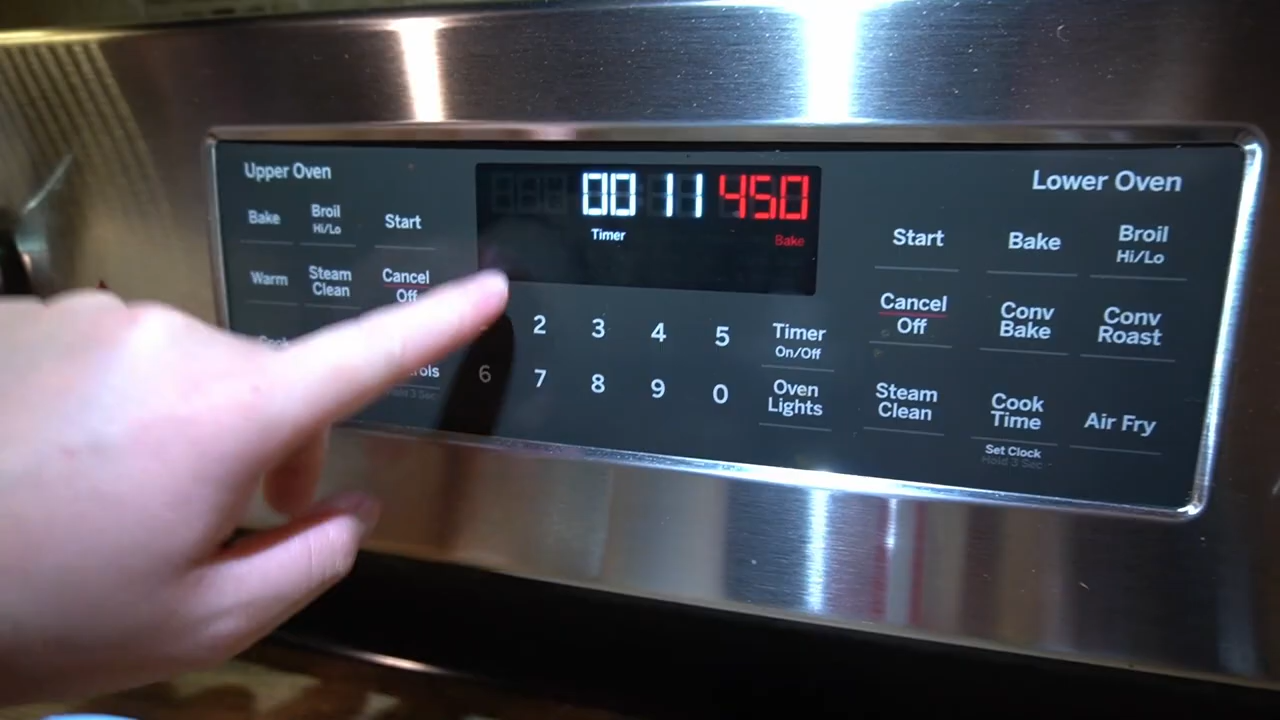 Upper Oven
Bake
Broil
Hi/Lo
Start
Warm
Steam
Clean
Cancel
Off
00 11 450
Timer
Bake
2 3 4 5
6 7 8 9 0
Timer
On/Off
Oven
Lights
Lower Oven
Start
Bake
Broil
Hi/Lo
Cancel
Off
Conv
Bake
Conv
Roast
Steam
Clean
Cook
Time
Air Fry
Set Clock
Hold 3 Sec